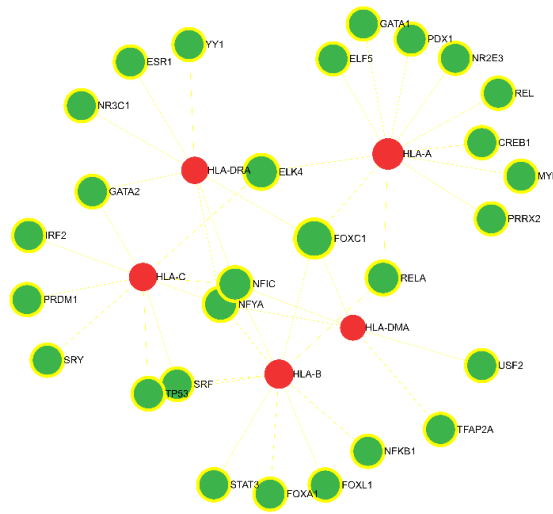 GATA1
PDX1
YY1
ESR1
ELF5
NR2E3
REL
NR3C1
CREB1
HLA-A
HLA-DRA
ELK4
GATA2
PRRX2
IRF2
FOXC1
HLA-C
RELA
NFIC
PRDM1
NFYA
HLA-DMA
SRY
USF2
HLA-B
SRF
TP53
TFAP2A
NFKB1
STAT3
FOXL1
FOXA1